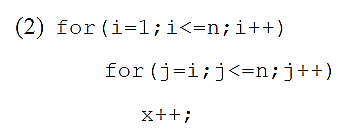 (2) for(i=1;i<=n;i++)
for(j=i;j<=n;j++)
x++;